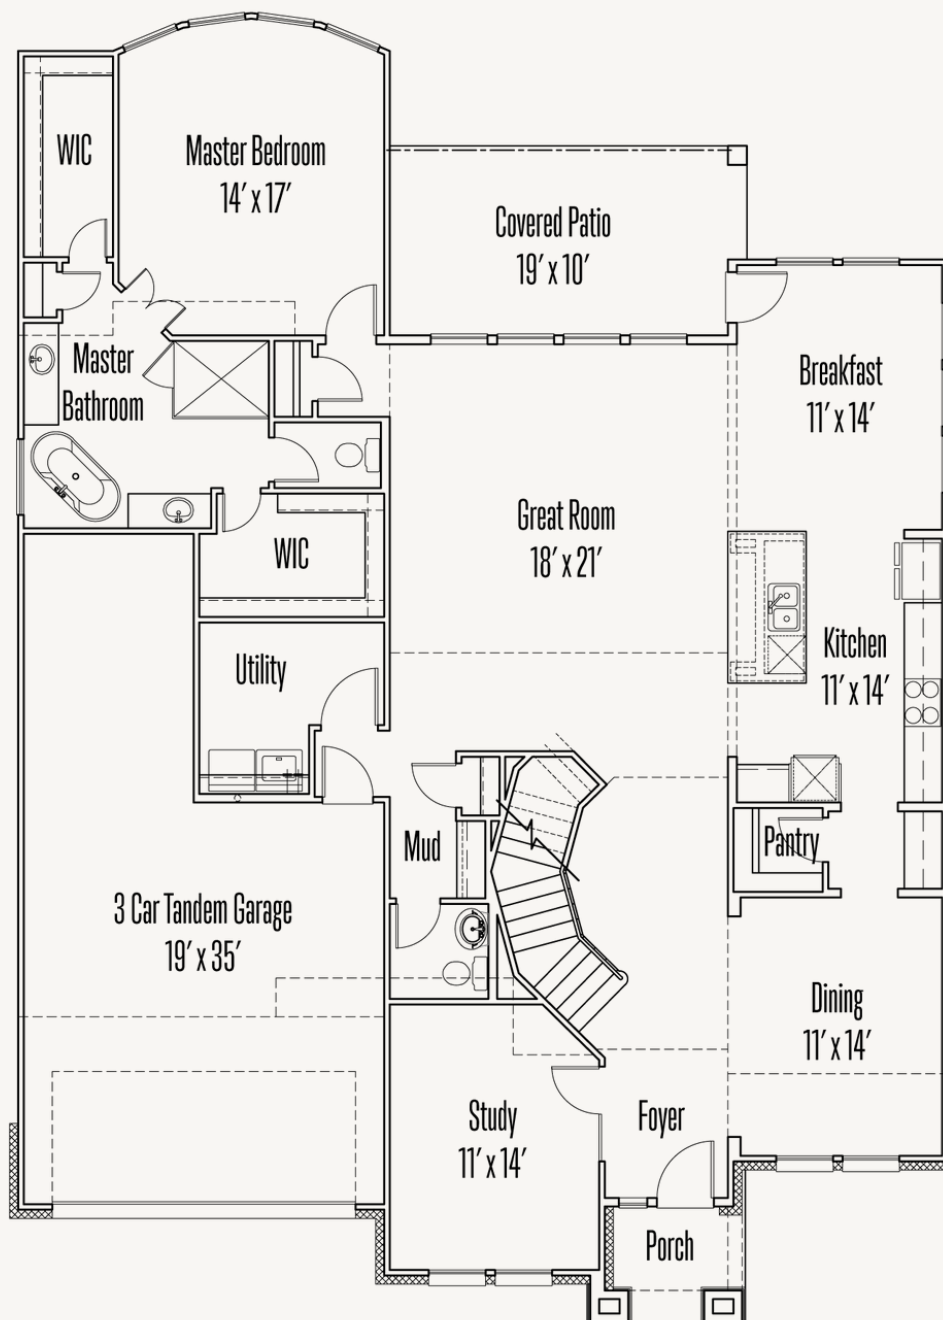 WIC
Master Bedroom
14' x 17'
Covered Patio
19' x 10'
Master
Bathroom
Breakfast
11' x 14'
Great Room
18' x 21'
WIC
Kitchen
11' x 14'
Utility
Mud
Pantry
3 Car Tandem Garage
19' x 35'
Dining
11' x 14'
Study
11' x 14'
Foyer
Porch